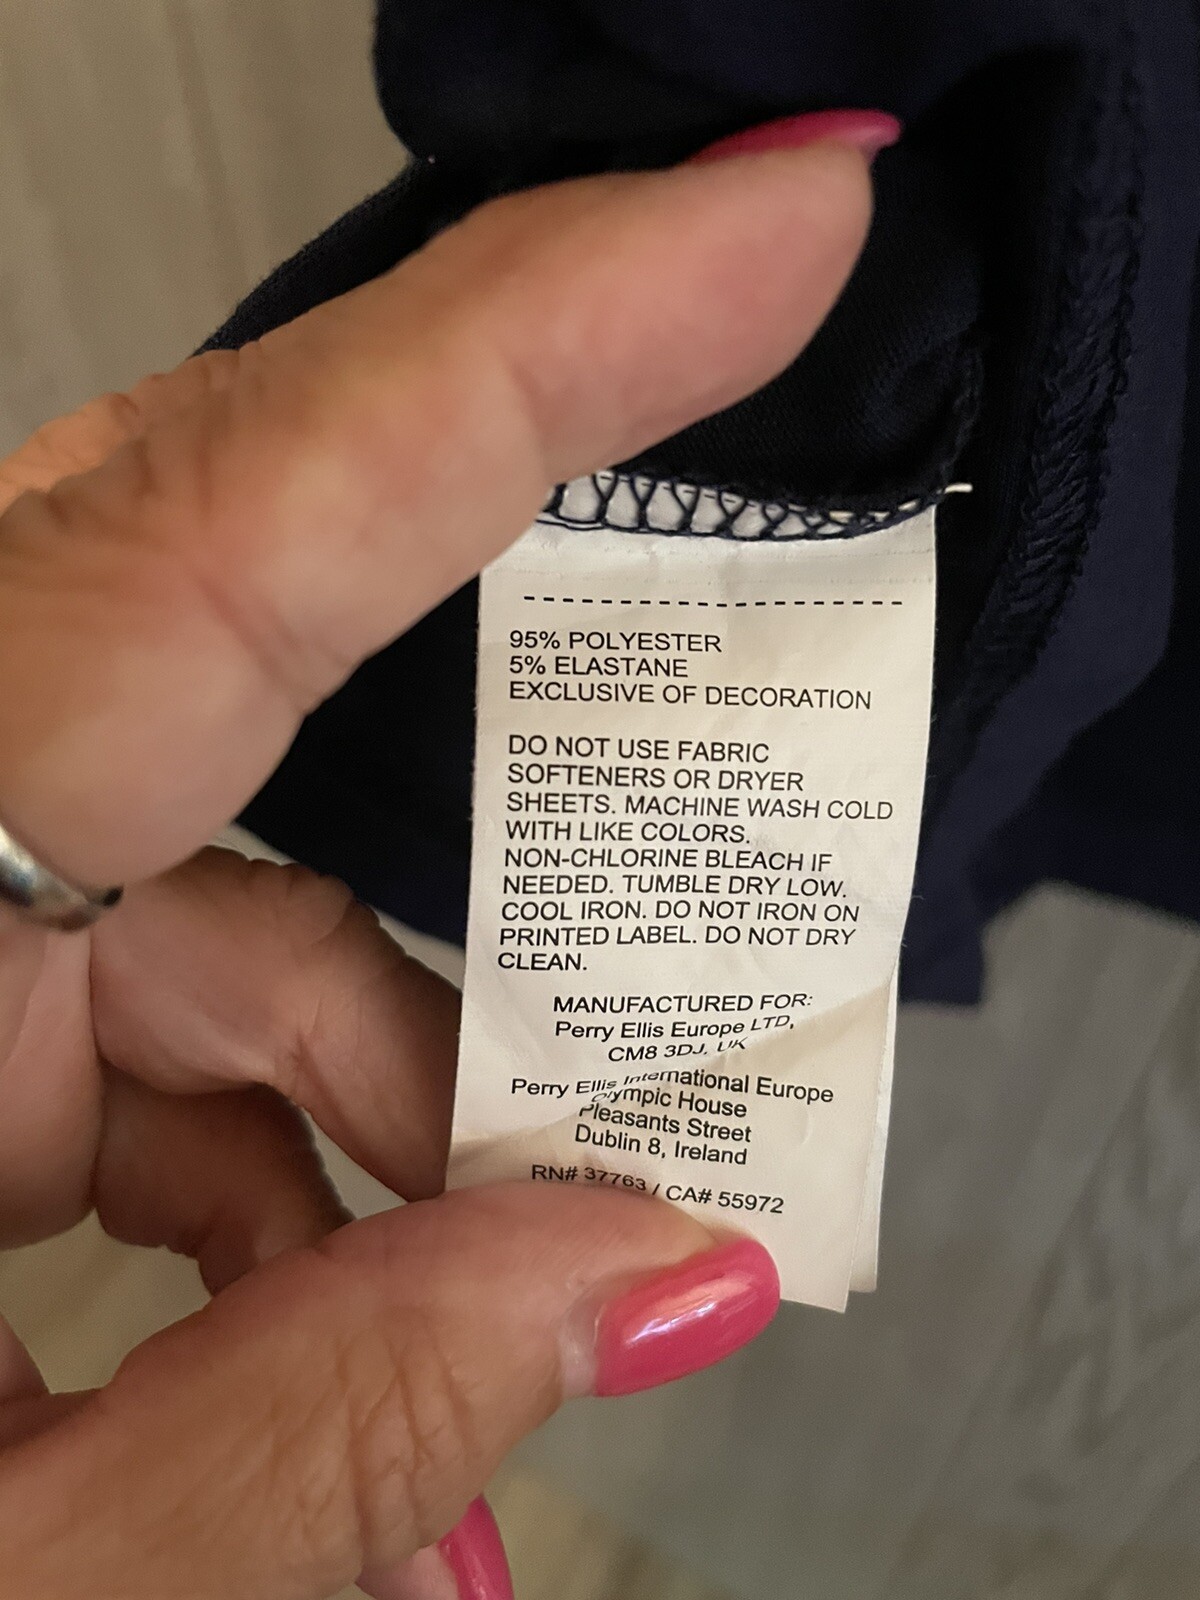 95% POLYESTER
5% ELASTANE
EXCLUSIVE OF DECORATION
DO NOT USE FABRIC
SOFTENERS OR DRYER
SHEETS. MACHINE WASH COLD
WITH LIKE COLORS.
NON-CHLORINE BLEACH IF
NEEDED. TUMBLE DRY LOW.
COOL IRON. DO NOT IRON ON
PRINTED LABEL. DO NOT DRY
CLEAN.
MANUFACTURED FOR:
Perry Ellis Europe LTD,
CM8 3DJ, UK
Perry Ellis International Europe
Olympic House
Pleasants Street
Dublin 8, Ireland
RN# 37763 / CA# 55972